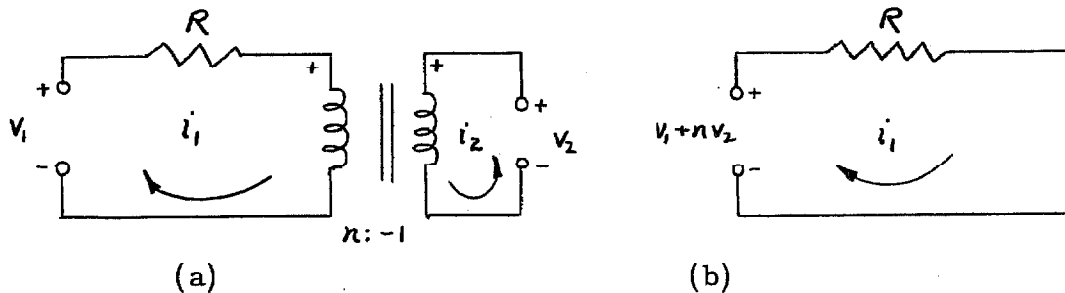 R
+
+
+
+
v₁
i₁
i₂
v₂
-
-
n:-1
(a)
R
+
v₁+nv₂
i₁
-
(b)